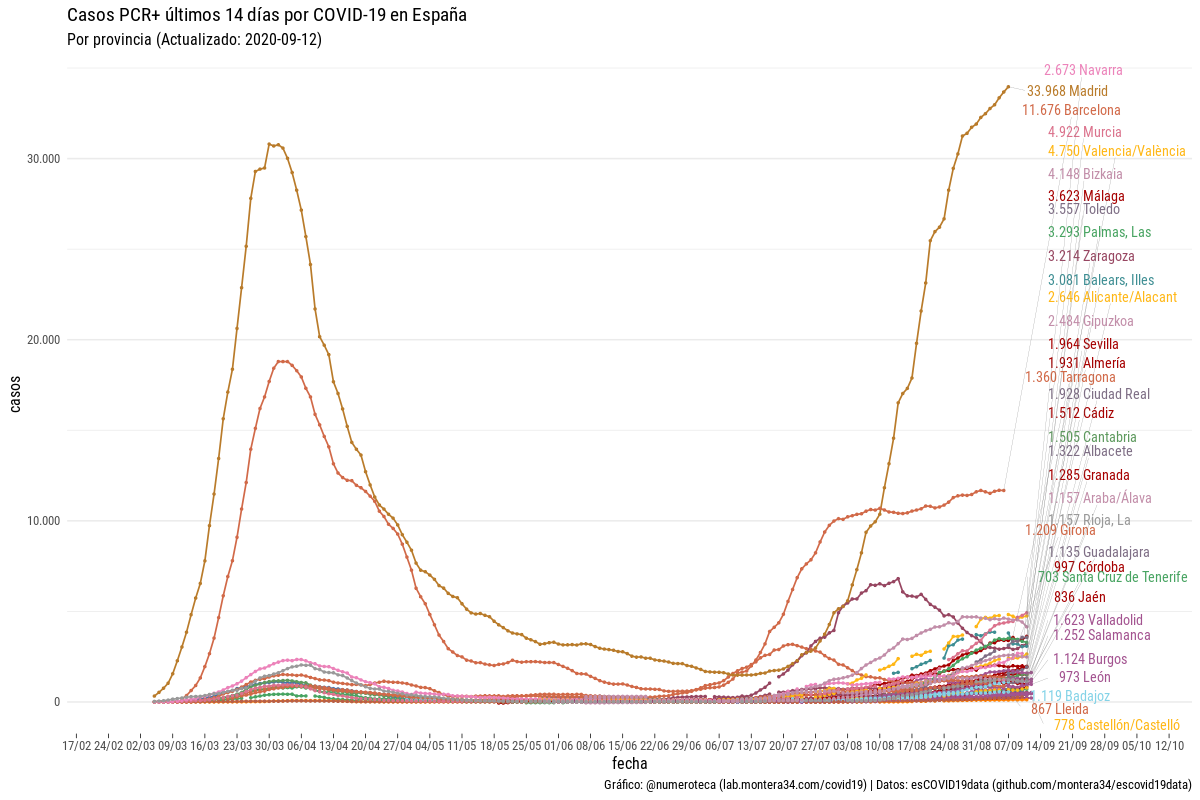 Casos PCR+ últimos 14 días por COVID-19 en España
Por provincia (Actualizado: 2020-09-12)
2.673 Navarra
33.968 Madrid
11.676 Barcelona
4.922 Murcia
4.750 Valencia/València
4.148 Bizkaia
3.623 Málaga
3.557 Toledo
3.293 Palmas, Las
3.214 Zaragoza
3.081 Balears, Illes
2.646 Alicante/Alacant
2.484 Gipuzkoa
1.964 Sevilla
1.931 Almería
1.360 Tarragona
1.928 Ciudad Real
1.512 Cádiz
1.505 Cantabria
1.322 Albacete
1.285 Granada
1.157 Araba/Álava
1.157 Rioja, La
1.209 Girona
1.135 Guadalajara
997 Córdoba
703 Santa Cruz de Tenerife
836 Jaén
1.623 Valladolid
1.252 Salamanca
1.124 Burgos
973 León
119 Badajoz
867 Lleida
778 Castellón/Castelló
30.000
20.000
10.000
0
casos
17/02 24/02 02/03 09/03 16/03 23/03 30/03 06/04 13/04 20/04 27/04 04/05 11/05 18/05 25/05 01/06 08/06 15/06 22/06 29/06 06/07 13/07 20/07 27/07 03/08 10/08 17/08 24/08 31/08 07/09 14/09 21/09 28/09 05/10 12/10
fecha
Gráfico: @numeroteca (lab.montera34.com/covid19) | Datos: esCOVID19data (github.com/montera34/escovid19data)